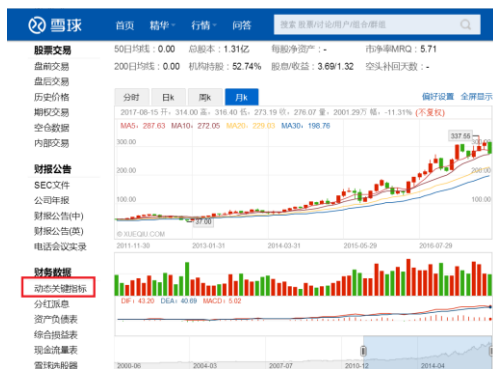 雪球 首页 精华 行情 问答 搜索 股票/讨论/用户/组合/群组
股票交易
盘前交易
盘后交易
历史价格
期权交易
空仓数据
内部交易
财报公告
SEC文件
公司年报
财报公告(中)
财报公告(英)
电话会议实录
财务数据
动态关键指标
分红派息
资产负债表
综合损益表
现金流量表
雪球选股器
50日均线：0.00 总股本：1.31亿 每股净资产：- 市净率MRQ：5.71
200日均线：0.00 机构持股：52.74% 股息/收益：3.69/1.32 空头补回天数：-
分时 日k 周k 月k 偏好设置 全屏显示
2017-08-15 开：314.00 高：316.40 低：273.19 收：276.07 量：2001.29万 幅：-11.31% (不复权)
MA5：287.63 MA10：272.05 MA20：229.03 MA30：198.76
337.56
300.00
200.00 200.00
100.00 100.00
37.00
© XUEQIU.COM
2011-11-30 2013-01-31 2014-03-31 2015-05-29 2016-07-29
DIF：43.20 DEA：40.69 MACD：5.02
2000-06 2004-03 2007-07 2010-12 2014-04